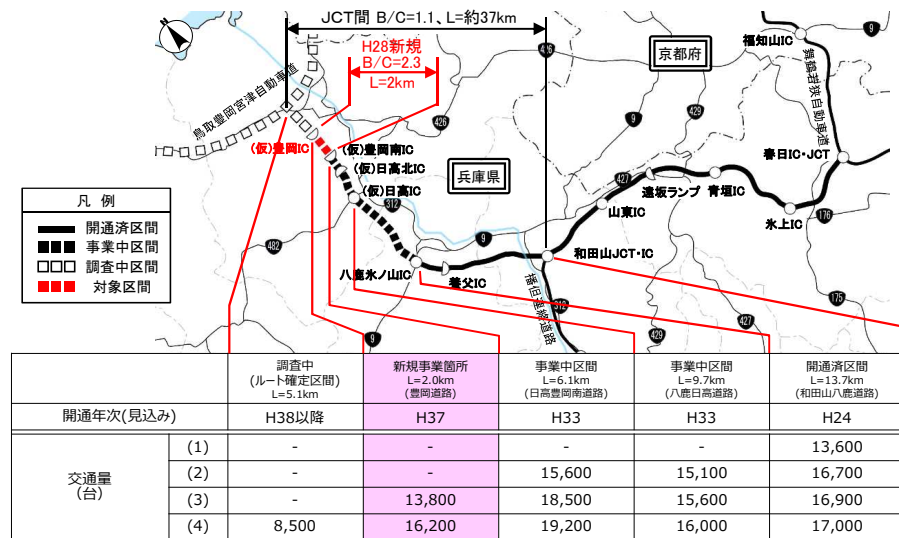 JCT間 B/C=1.1、L=約37km
H28新規
B/C=2.3
L=2km
N
鳥取豊岡宮津自動車道
426
9
京都府
福知山IC
9
舞鶴若狭自動車道
426
9
(仮)豊岡IC
(仮)豊岡南IC
(仮)日高北IC
(仮)日高IC
兵庫県
春日IC・JCT
427
遠坂ランプ
青垣IC
312
山東IC
氷上IC
176
482
9
和田山JCT・IC
八鹿氷ノ山IC
養父IC
播但連絡道路
312
175
9
427
429
凡 例
開通済区間
事業中区間
調査中区間
対象区間
調査中
(ルート確定区間)
L=5.1km
新規事業箇所
L=2.0km
(豊岡道路)
事業中区間
L=6.1km
(日高豊岡南道路)
事業中区間
L=9.7km
(八鹿日高道路)
開通済区間
L=13.7km
(和田山八鹿道路)
開通年次(見込み) H38以降 H37 H33 H33 H24
交通量
(台)
(1) - - - - 13,600
(2) - - 15,600 15,100 16,700
(3) - 13,800 18,500 15,600 16,900
(4) 8,500 16,200 19,200 16,000 17,000